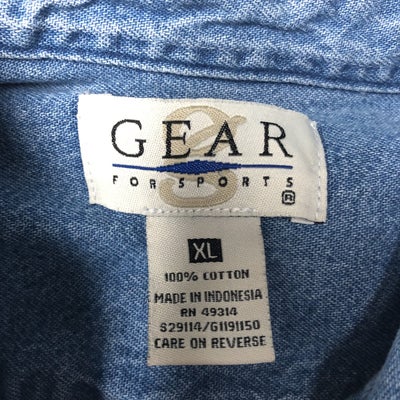 g
GEAR
FOR SPORTS
®
XL
100% COTTON
MADE IN INDONESIA
RN 49314
S29114/G1191150
CARE ON REVERSE